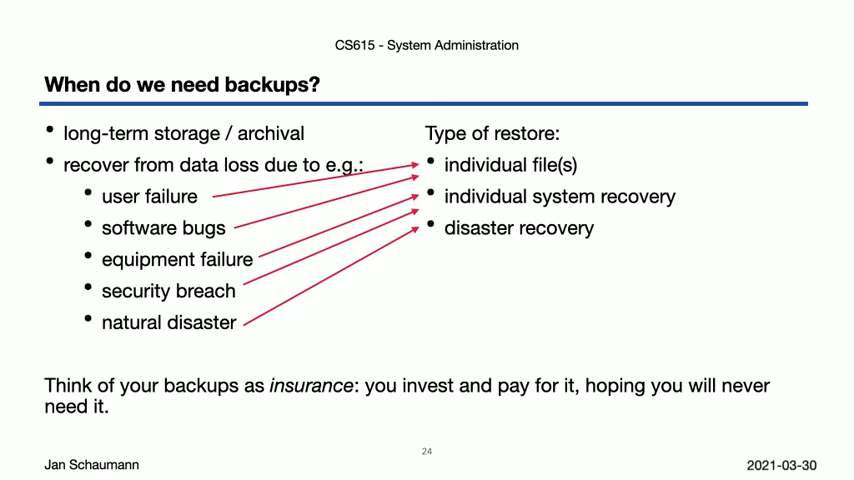 CS615 - System Administration
When do we need backups?
• long-term storage / archival
• recover from data loss due to e.g.:
• user failure
• software bugs
• equipment failure
• security breach
• natural disaster
Type of restore:
• individual file(s)
• individual system recovery
• disaster recovery
Think of your backups as insurance: you invest and pay for it, hoping you will never
need it.
24
Jan Schaumann
2021-03-30